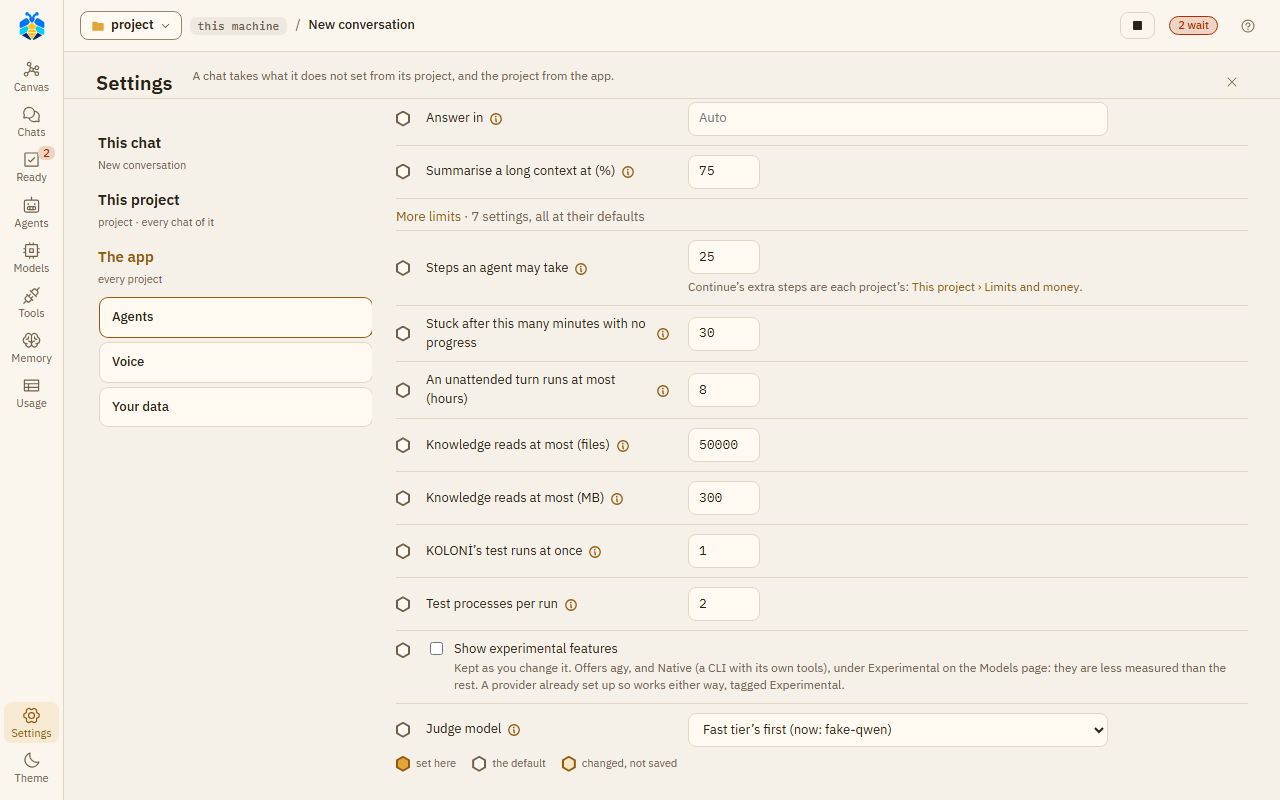 project
this machine
/
New conversation
2 wait
Canvas
Chats
2
Ready
Agents
Models
Tools
Memory
Usage
Settings
Theme
Settings
A chat takes what it does not set from its project, and the project from the app.
This chat
New conversation
This project
project · every chat of it
The app
every project
Agents
Voice
Your data
Answer in
Auto
Summarise a long context at (%)
75
More limits · 7 settings, all at their defaults
Steps an agent may take
25
Continue’s extra steps are each project’s: This project › Limits and money.
Stuck after this many minutes with no
progress
30
An unattended turn runs at most
(hours)
8
Knowledge reads at most (files)
50000
Knowledge reads at most (MB)
300
KOLONİ’s test runs at once
1
Test processes per run
2
Show experimental features
Kept as you change it. Offers agy, and Native (a CLI with its own tools), under Experimental on the Models page: they are less measured than the
rest. A provider already set up so works either way, tagged Experimental.
Judge model
Fast tier’s first (now: fake-qwen)
set here
the default
changed, not saved